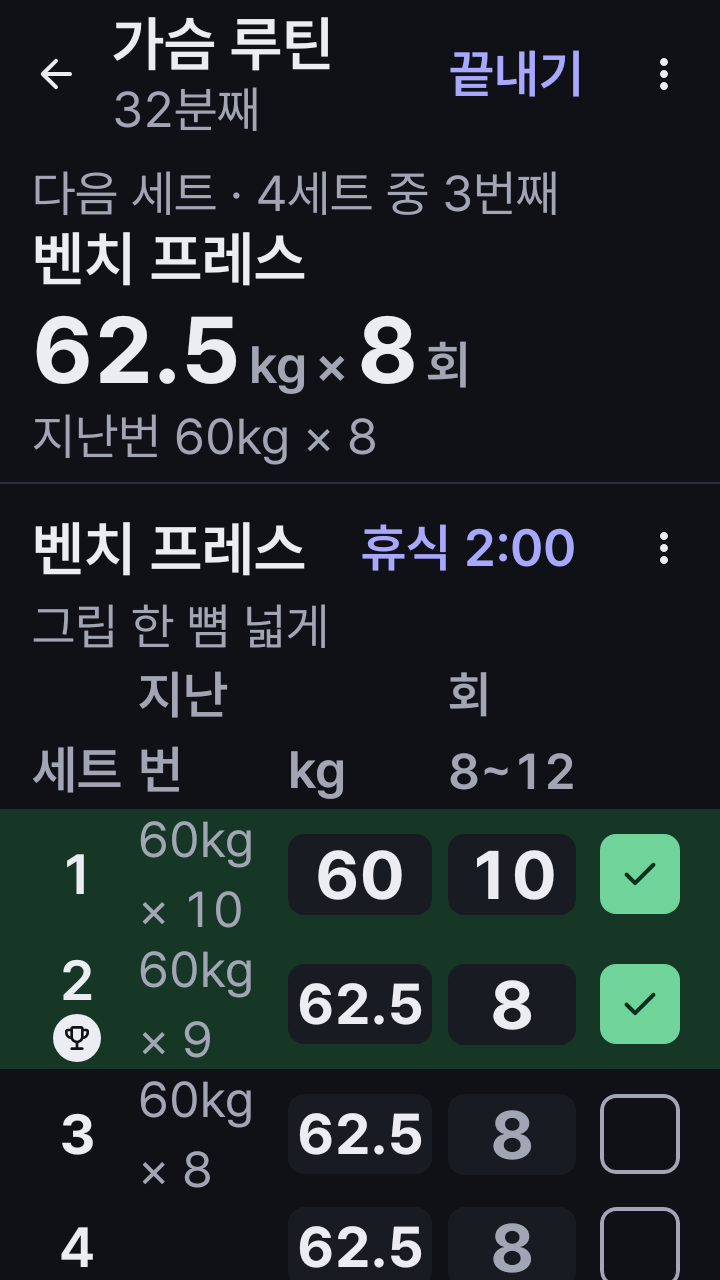 가슴 루틴
32분째
끝내기
다음 세트 · 4세트 중 3번째
벤치 프레스
62.5 kg × 8 회
지난번 60kg × 8
벤치 프레스 휴식 2:00
그립 한 뼘 넓게
세트 지난번 kg 회 8~12
1 60kg × 10 60 10
2 60kg × 9 62.5 8
3 60kg × 8 62.5 8
4 62.5 8